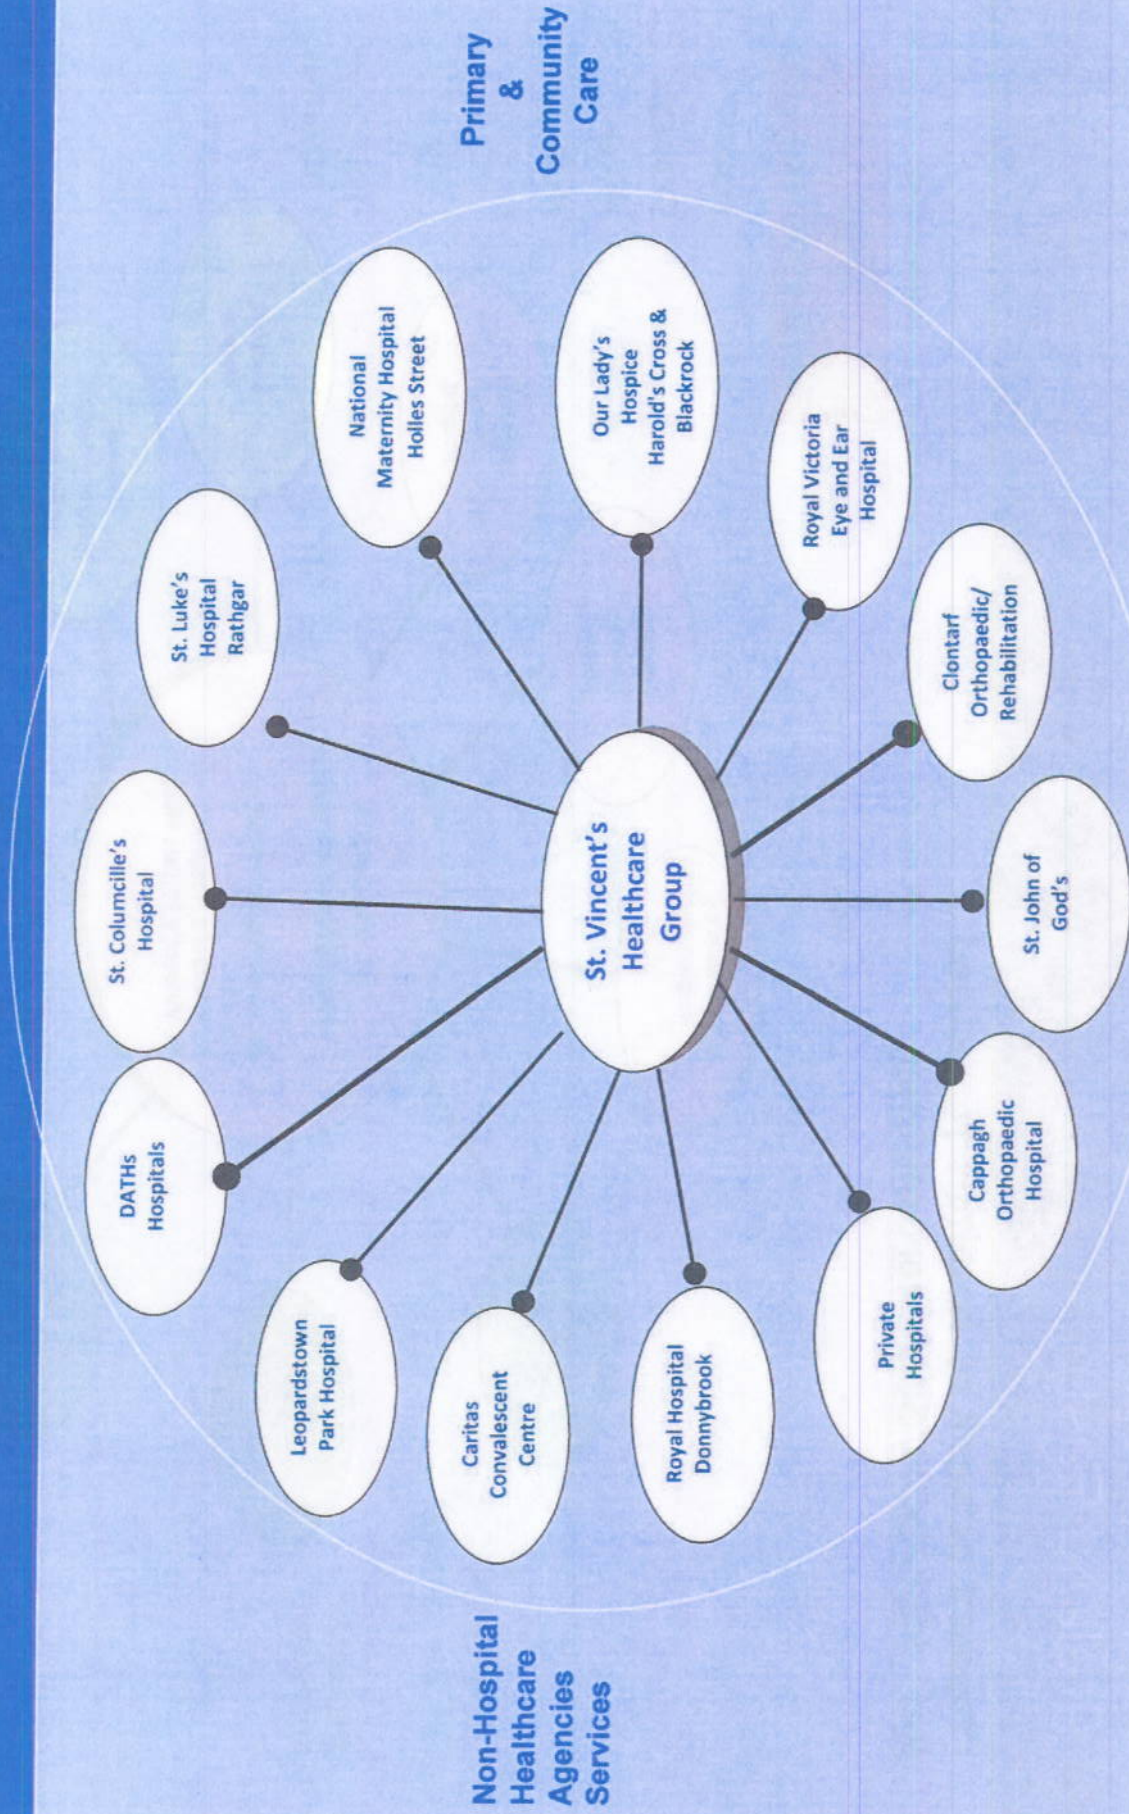 St. Columcille's
Hospital
St. Luke's
Hospital
Rathgar
National
Maternity Hospital
Holles Street
Our Lady's
Hospice
Harold's Cross &
Blackrock
Royal Victoria
Eye and Ear
Hospital
Clontarf
Orthopaedic/
Rehabilitation
St. John of
God's
Cappagh
Orthopaedic
Hospital
Private
Hospitals
Royal Hospital
Donnybrook
Caritas
Convalescent
Centre
Leopardstown
Park Hospital
DATHs
Hospitals
St. Vincent's
Healthcare
Group
Non-Hospital
Healthcare
Agencies
Services
Primary
&
Community
Care